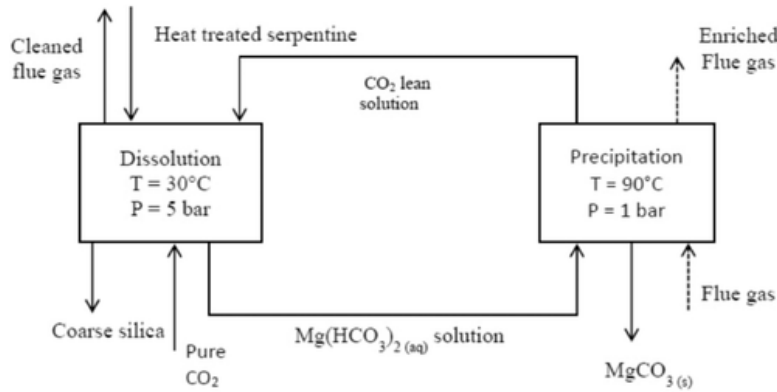 Cleaned
flue gas
Heat treated serpentine
CO2 lean
solution
Enriched
Flue gas
Dissolution
T = 30°C
P = 5 bar
Precipitation
T = 90°C
P = 1 bar
Coarse silica
Pure
CO2
Mg(HCO3)2 (aq) solution
Flue gas
MgCO3 (s)